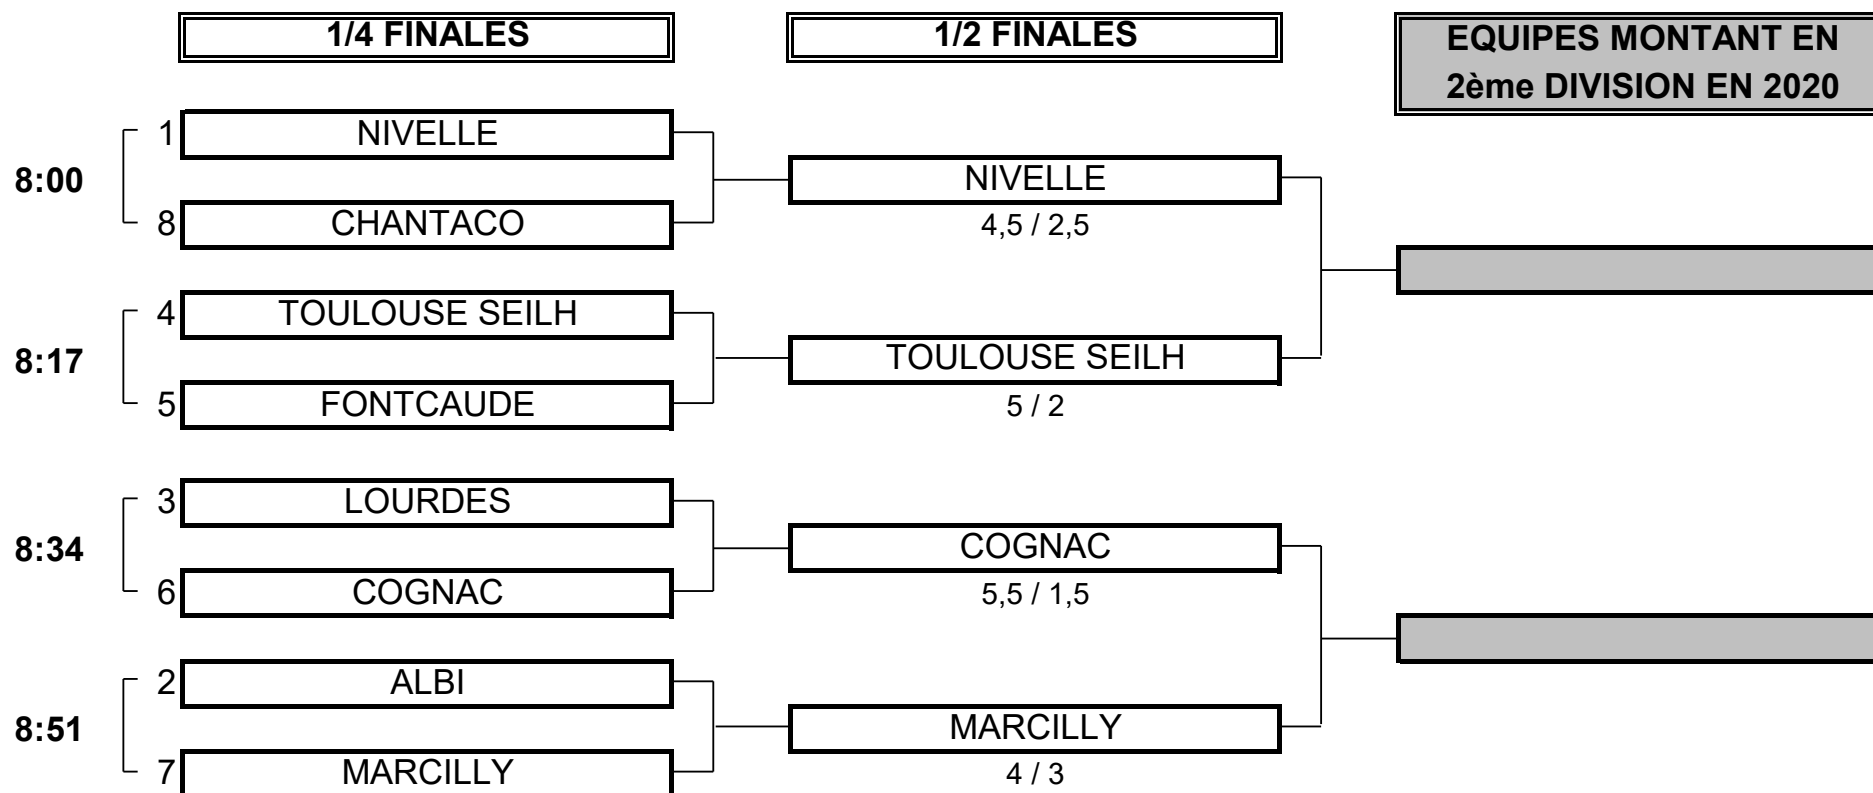 1/4 FINALES
1/2 FINALES
EQUIPES MONTANT EN
2ème DIVISION EN 2020
8:00
1 NIVELLE
8 CHANTACO
NIVELLE
4,5 / 2,5
8:17
4 TOULOUSE SEILH
5 FONTCAUDE
TOULOUSE SEILH
5 / 2
8:34
3 LOURDES
6 COGNAC
COGNAC
5,5 / 1,5
8:51
2 ALBI
7 MARCILLY
MARCILLY
4 / 3